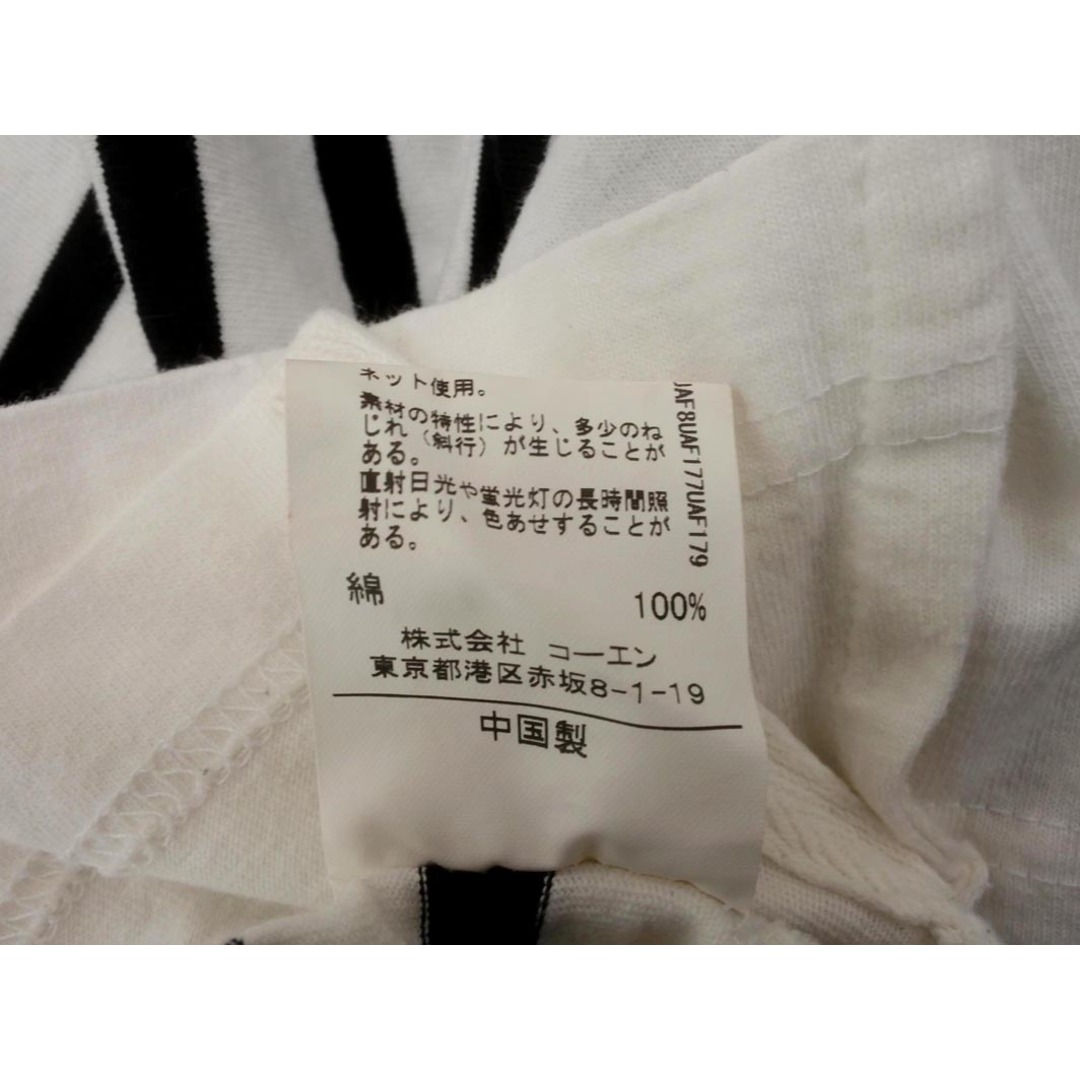 ネット使用。
素材の特性により、多少のね
じれ（斜行）が生じることが
ある。
直射日光や蛍光灯の長時間照
射により、色あせすることが
ある。
UAF8UAF177UAF179
綿 100%
株式会社 コーエン
東京都港区赤坂8-1-19
中国製